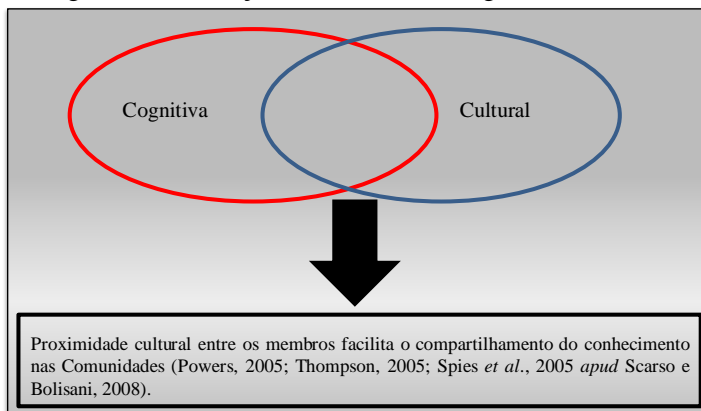 Cognitiva
Cultural
Proximidade cultural entre os membros facilita o compartilhamento do conhecimento
nas Comunidades (Powers, 2005; Thompson, 2005; Spies et al., 2005 apud Scarso e
Bolisani, 2008).